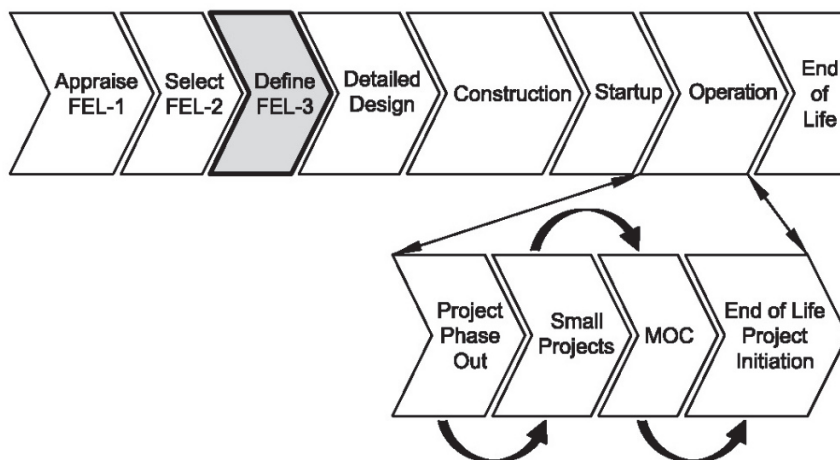 Appraise
FEL-1
Select
FEL-2
Define
FEL-3
Detailed
Design
Construction
Startup
Operation
End
of
Life
Project
Phase
Out
Small
Projects
MOC
End of Life
Project
Initiation